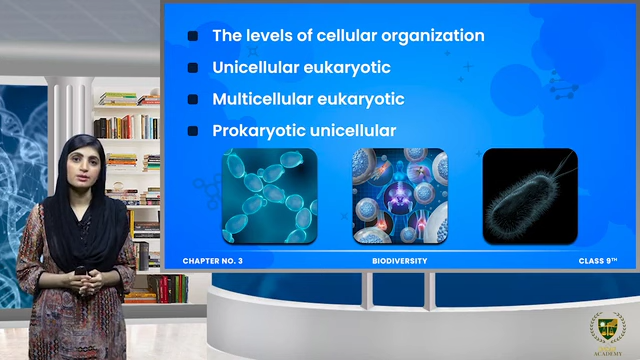 The levels of cellular organization
Unicellular eukaryotic
Multicellular eukaryotic
Prokaryotic unicellular
CHAPTER NO. 3
BIODIVERSITY
CLASS 9TH
ACADEMY